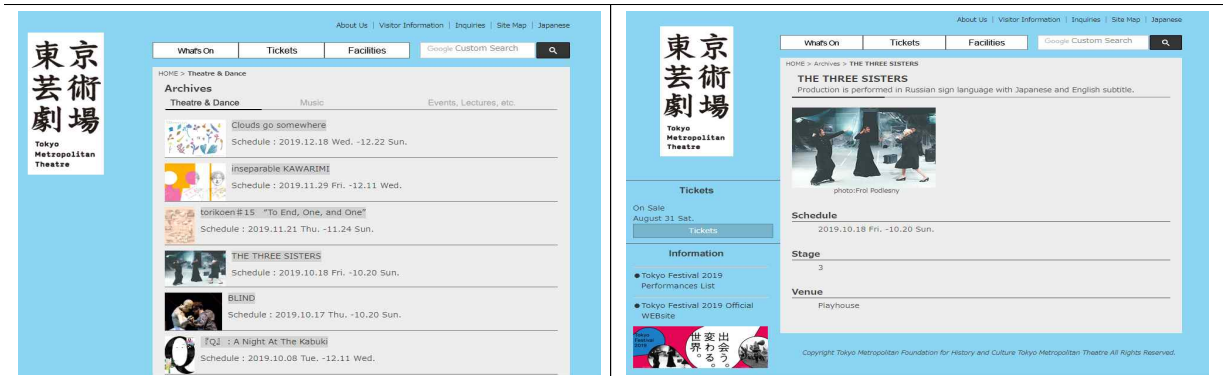 About Us | Visitor Information | Inquiries | Site Map | Japanese
東京
芸術
劇場
Tokyo
Metropolitan
Theatre
What's On
Tickets
Facilities
Google Custom Search
HOME > Theatre & Dance
Archives
Theatre & Dance
Music
Events, Lectures, etc.
Clouds go somewhere
Schedule : 2019.12.18 Wed. -12.22 Sun.
inseparable KAWARIMI
Schedule : 2019.11.29 Fri. -12.11 Wed.
torikoen#15 "To End, One, and One"
Schedule : 2019.11.21 Thu. -11.24 Sun.
THE THREE SISTERS
Schedule : 2019.10.18 Fri. -10.20 Sun.
BLIND
Schedule : 2019.10.17 Thu. -10.20 Sun.
Q
『Q』 : A Night At The Kabuki
Schedule : 2019.10.08 Tue. -12.11 Wed.
About Us | Visitor Information | Inquiries | Site Map | Japanese
東京
芸術
劇場
Tokyo
Metropolitan
Theatre
What's On
Tickets
Facilities
Google Custom Search
HOME > Archives > THE THREE SISTERS
THE THREE SISTERS
Production is performed in Russian sign language with Japanese and English subtitle.
photo:Frol Podlesny
Schedule
2019.10.18 Fri. -10.20 Sun.
Stage
3
Venue
Playhouse
Tickets
On Sale
August 31 Sat.
Tickets
Information
● Tokyo Festival 2019
Performances List
● Tokyo Festival 2019 Official
WEBsite
Tokyo
Festival
2019
出会う。
変わる。
世界。
Copyright Tokyo Metropolitan Foundation for History and Culture Tokyo Metropolitan Theatre All Rights Reserved.